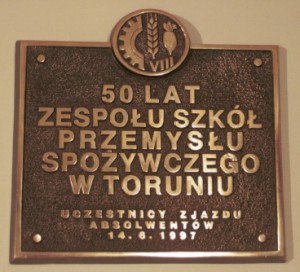 VIII
50 LAT
ZESPOŁU SZKÓŁ
PRZEMYSŁU
SPOŻYWCZEGO
W TORUNIU
UCZESTNICY ZJAZDU
ABSOLWENTÓW
14.6.1997